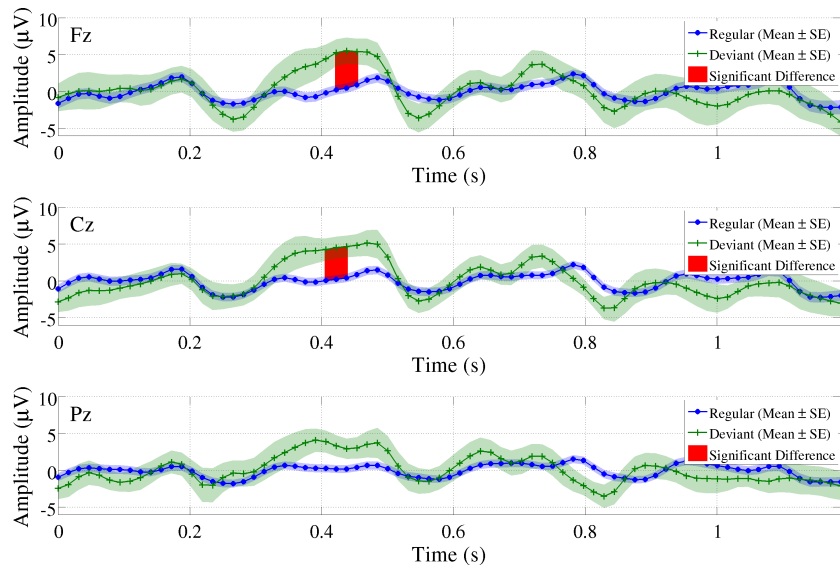 Fz
Amplitude (µV)
10
5
0
-5
Regular (Mean ± SE)
Deviant (Mean ± SE)
Significant Difference
0 0.2 0.4 0.6 0.8 1
Time (s)
Cz
Amplitude (µV)
10
5
0
-5
Regular (Mean ± SE)
Deviant (Mean ± SE)
Significant Difference
0 0.2 0.4 0.6 0.8 1
Time (s)
Pz
Amplitude (µV)
10
5
0
-5
Regular (Mean ± SE)
Deviant (Mean ± SE)
Significant Difference
0 0.2 0.4 0.6 0.8 1
Time (s)